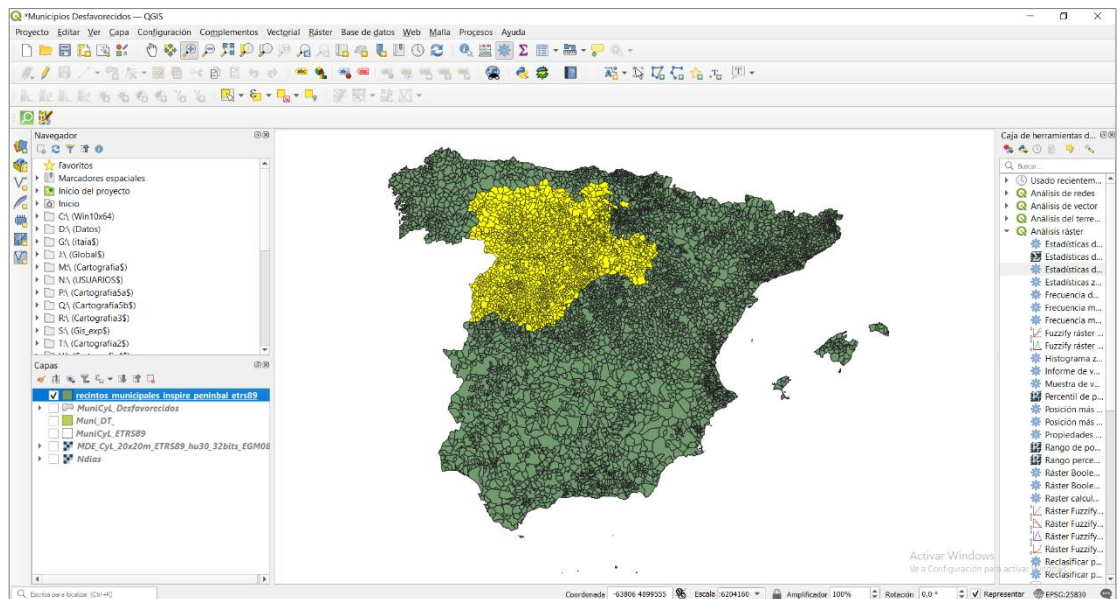 *Municipios Desfavorecidos — QGIS
Proyecto Editar Ver Capa Configuración Complementos Vectorial Ráster Base de datos Web Malla Procesos Ayuda
Navegador
Favoritos
Marcadores espaciales
Inicio del proyecto
Inicio
C:\ (Win10x64)
D:\ (Datos)
G:\ (itaia$)
J:\ (Global$)
M:\ (Cartografia$)
N:\ (USUARIOS$)
P:\ (Cartografia5a$)
Q:\ (Cartografia5b$)
R:\ (Cartografia3$)
S:\ (Gis_exp$)
T:\ (Cartografia2$)
Capas
recintos_municipales_inspire_peninbal_etrs89
MuniCyL_Desfavorecidos
Muni_DT_
MuniCyL_ETRS89
MDE_CyL_20x20m_ETRS89_hu30_32bits_EGM08
Ndias
Caja de herramientas d...
Buscar...
Usado recientem...
Análisis de redes
Análisis de vector
Análisis del terre...
Análisis ráster
Estadísticas d...
Estadísticas d...
Estadísticas d...
Estadísticas z...
Frecuencia d...
Frecuencia m...
Frecuencia m...
Fuzzify ráster ...
Fuzzify ráster ...
Histograma z...
Informe de v...
Muestra de v...
Percentil de p...
Posición más ...
Posición más ...
Propiedades ...
Rango de po...
Rango perce...
Ráster Boole...
Ráster Boole...
Raster calcul...
Ráster Fuzzify...
Ráster Fuzzify...
Ráster Fuzzify...
Ráster Fuzzify...
Reclasificar p...
Reclasificar p...
Activar Windows
Ve a Configuración para activar
Escriba para localizar (Ctrl+K)
Coordenada -63806 4899555 Escala :6204160 Amplificador 100% Rotación 0,0 ° Representar EPSG:25830